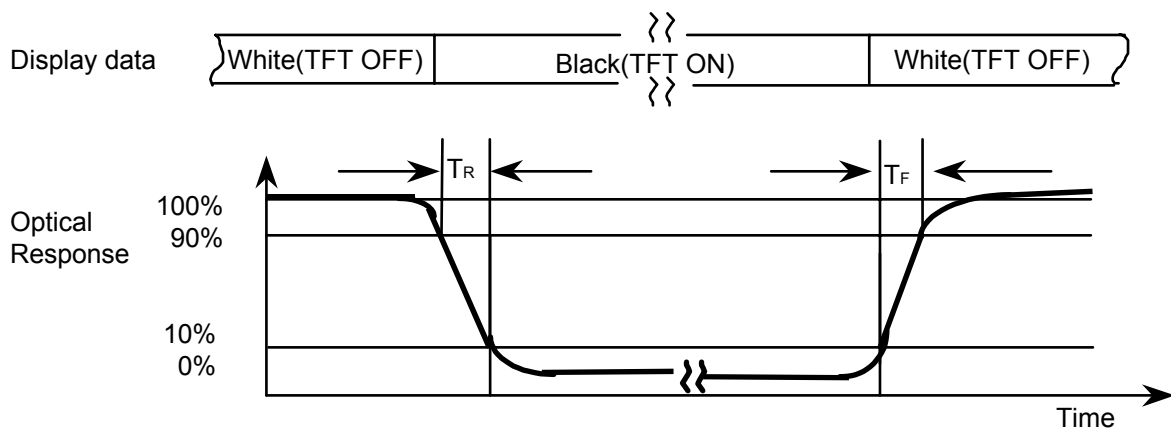 Display data
White(TFT OFF)
Black(TFT ON)
White(TFT OFF)
TR
TF
Optical
Response
100%
90%
10%
0%
Time